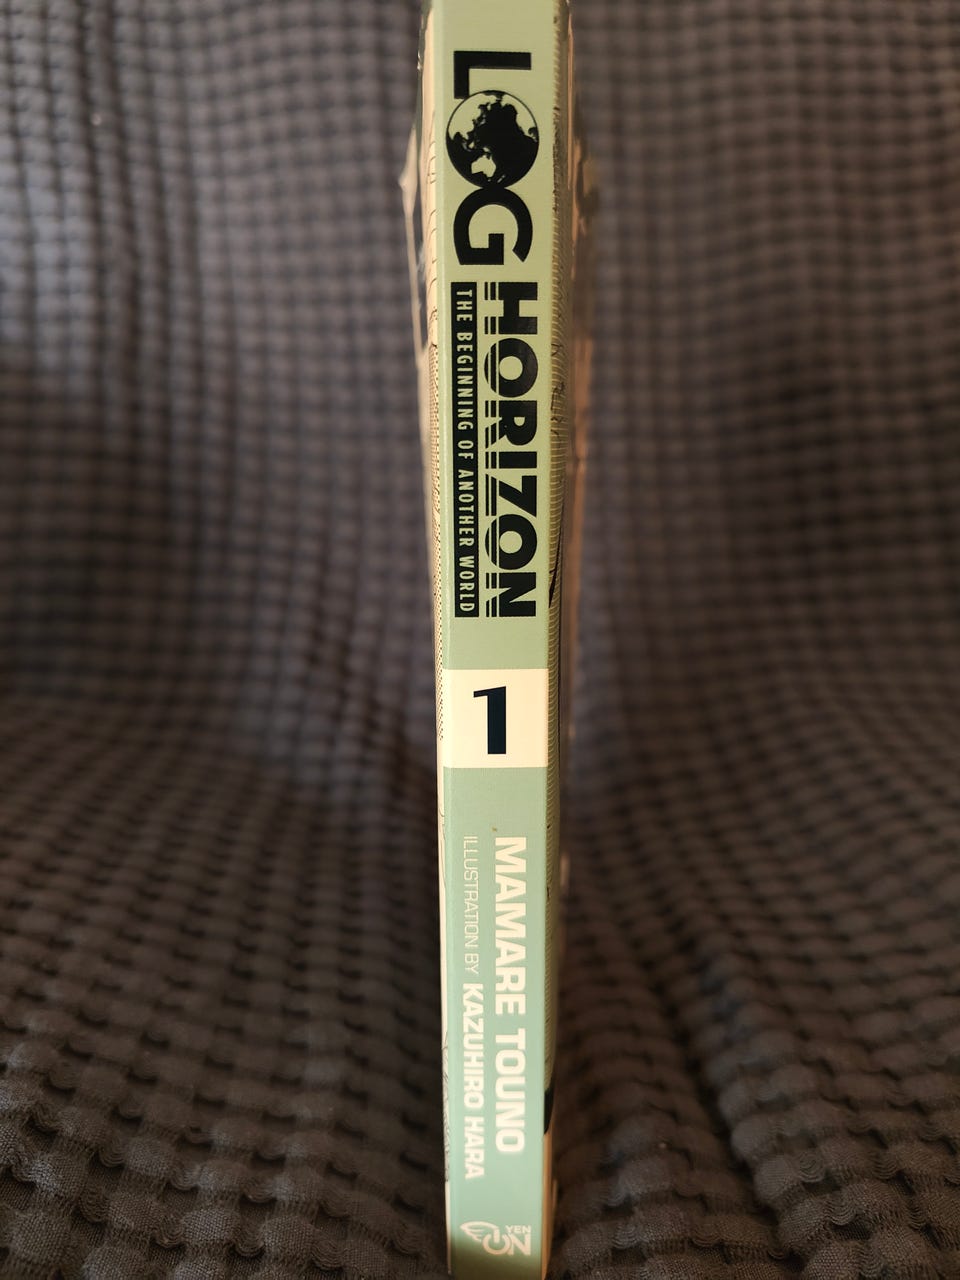 LOG HORIZON
THE BEGINNING OF ANOTHER WORLD
1
MAMARE TOUNO
ILLUSTRATION BY KAZUHIRO HARA
YEN
ON